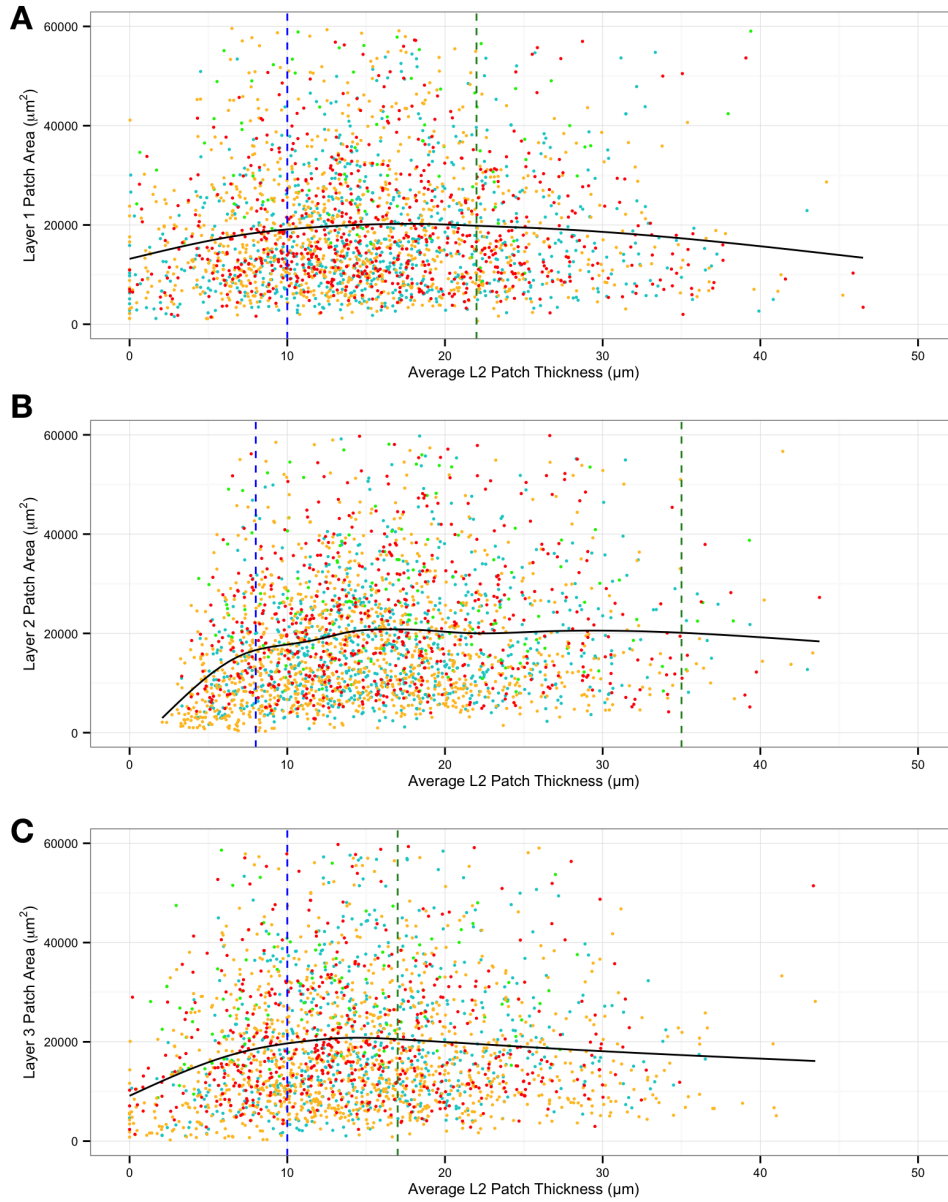 A
Layer 1 Patch Area (μm²)
60000
40000
20000
0
0 10 20 30 40 50
Average L2 Patch Thickness (μm)
B
Layer 2 Patch Area (μm²)
60000
40000
20000
0
0 10 20 30 40 50
Average L2 Patch Thickness (μm)
C
Layer 3 Patch Area (μm²)
60000
40000
20000
0
0 10 20 30 40 50
Average L2 Patch Thickness (μm)